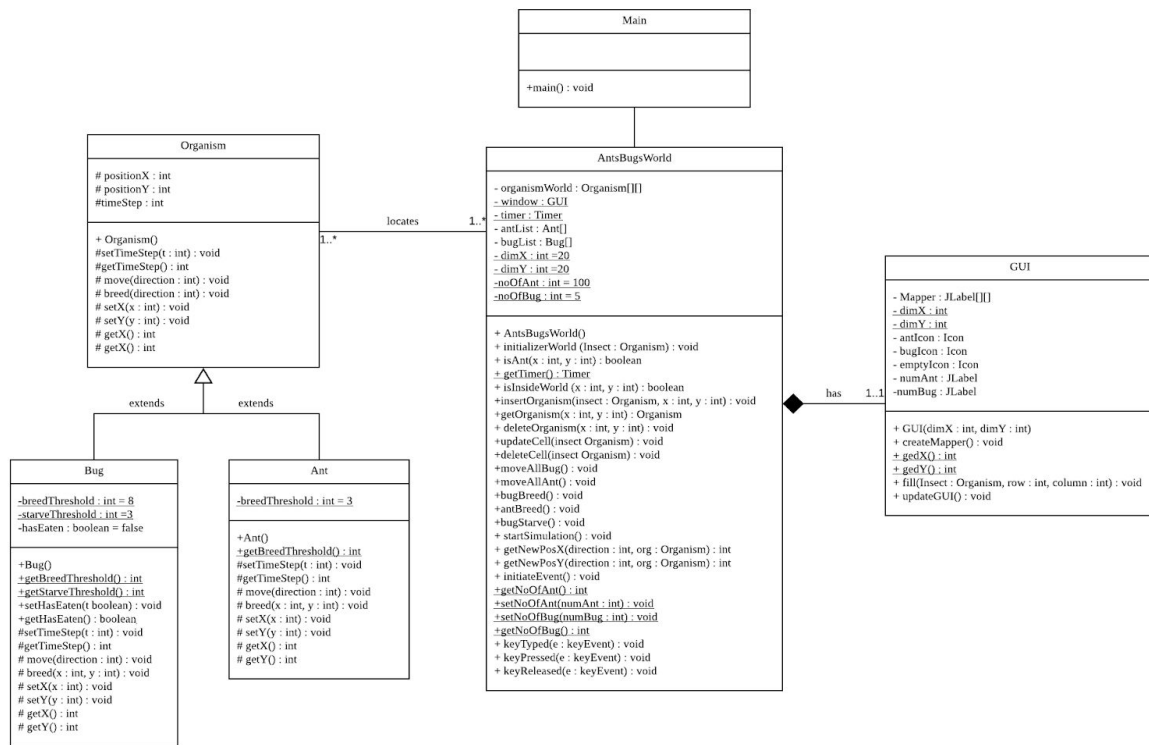 Main
+main() : void
Organism
# positionX : int
# positionY : int
#timeStep : int
+ Organism()
#setTimeStep(t : int) : void
#getTimeStep() : int
# move(direction : int) : void
# breed(direction : int) : void
# setX(x : int) : void
# setY(y : int) : void
# getX() : int
# getX() : int
locates
1..*
1..*
AntsBugsWorld
- organismWorld : Organism[][]
- window : GUI
- timer : Timer
- antList : Ant[]
- bugList : Bug[]
- dimX : int =20
- dimY : int =20
-noOfAnt : int = 100
-noOfBug : int = 5
+ AntsBugsWorld()
+ initializerWorld (Insect : Organism) : void
+ isAnt(x : int, y : int) : boolean
+ getTimer() : Timer
+ isInsideWorld (x : int, y : int) : boolean
+insertOrganism(insect : Organism, x : int, y : int) : void
+getOrganism(x : int, y : int) : Organism
+ deleteOrganism(x : int, y : int) : void
+updateCell(insect Organism) : void
+deleteCell(insect Organism) : void
+moveAllBug() : void
+moveAllAnt() : void
+bugBreed() : void
+antBreed() : void
+bugStarve() : void
+ startSimulation() : void
+ getNewPosX(direction : int, org : Organism) : int
+ getNewPosY(direction : int, org : Organism) : int
+ initiateEvent() : void
+getNoOfAnt() : int
+setNoOfAnt(numAnt : int) : void
+setNoOfBug(numBug : int) : void
+getNoOfBug() : int
+ keyTyped(e : keyEvent) : void
+ keyPressed(e : keyEvent) : void
+ keyReleased(e : keyEvent) : void
has
1..1
GUI
- Mapper : JLabel[][]
- dimX : int
- dimY : int
- antIcon : Icon
- bugIcon : Icon
- emptyIcon : Icon
- numAnt : JLabel
-numBug : JLabel
+ GUI(dimX : int, dimY : int)
+ createMapper() : void
+ gedX() : int
+ gedY() : int
+ fill(Insect : Organism, row : int, column : int) : void
+ updateGUI() : void
extends
extends
Bug
-breedThreshold : int = 8
-starveThreshold : int =3
-hasEaten : boolean = false
+Bug()
+getBreedThreshold() : int
+getStarveThreshold() : int
+setHasEaten(t boolean) : void
+getHasEaten() : boolean
#setTimeStep(t : int) : void
#getTimeStep() : int
# move(direction : int) : void
# breed(x : int, y : int) : void
# setX(x : int) : void
# setY(y : int) : void
# getX() : int
# getY() : int
Ant
-breedThreshold : int = 3
+Ant()
+getBreedThreshold() : int
#setTimeStep(t : int) : void
#getTimeStep() : int
# move(direction : int) : void
# breed(x : int, y : int) : void
# setX(x : int) : void
# setY(y : int) : void
# getX() : int
# getY() : int